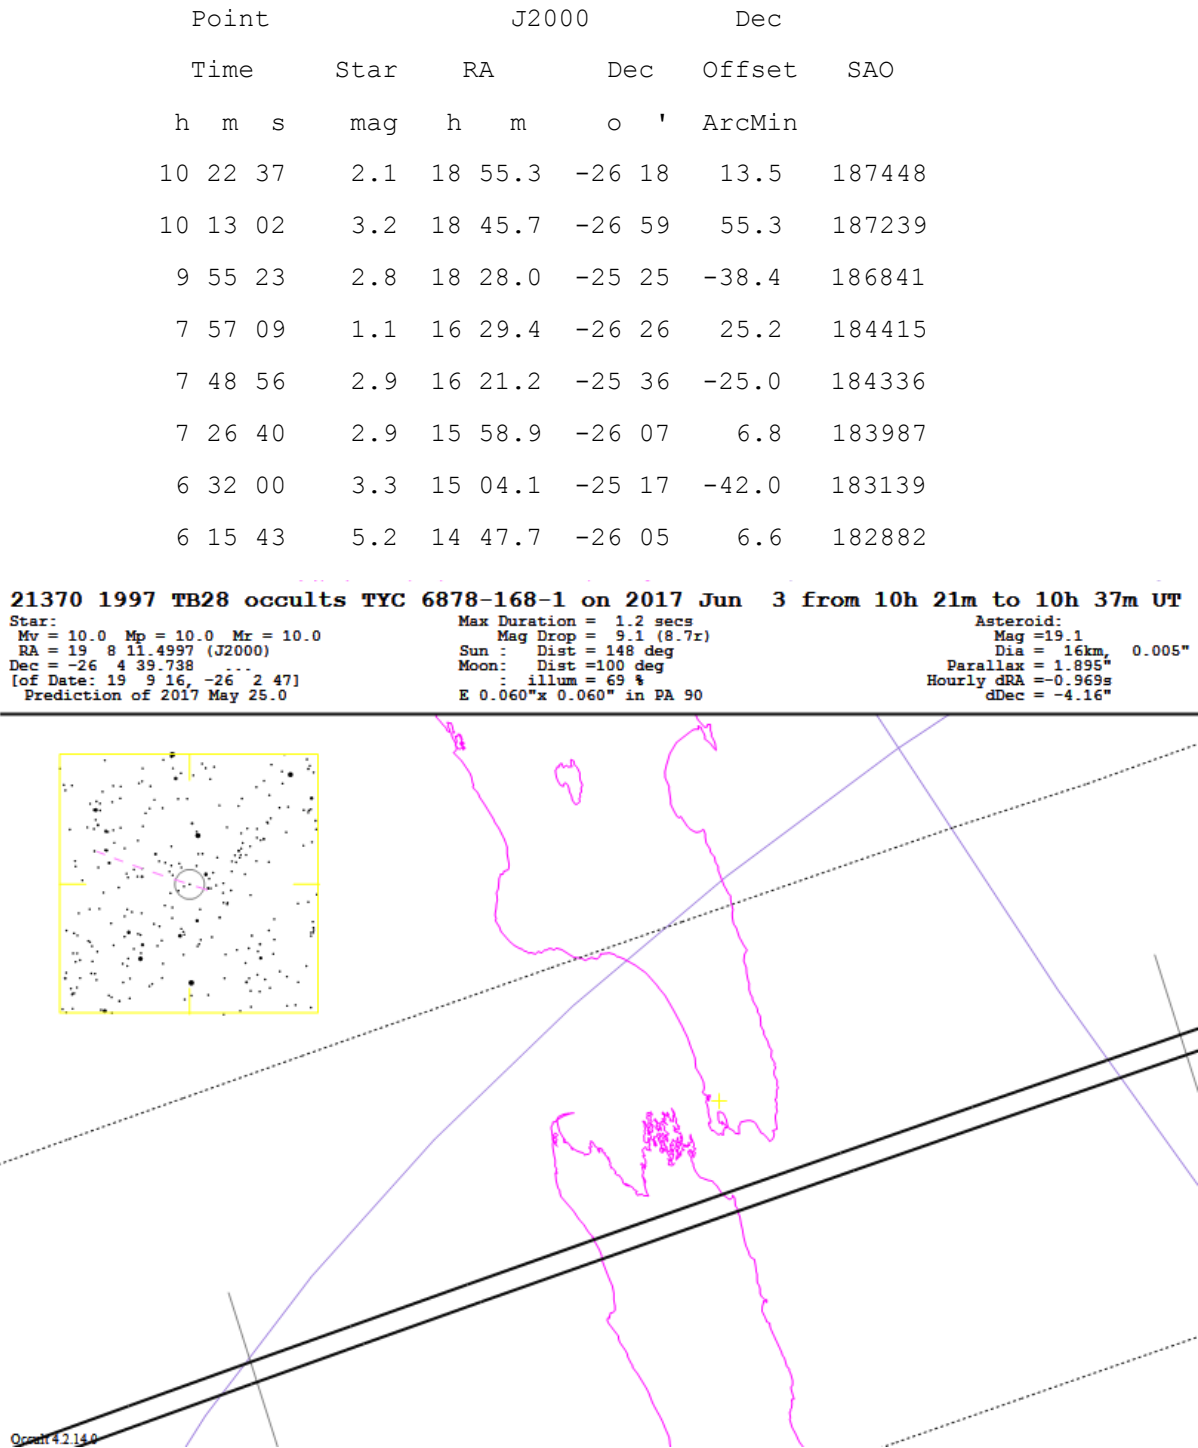 Point J2000 Dec
Time Star RA Dec Offset SAO
h m s mag h m o ' ArcMin
10 22 37 2.1 18 55.3 -26 18 13.5 187448
10 13 02 3.2 18 45.7 -26 59 55.3 187239
9 55 23 2.8 18 28.0 -25 25 -38.4 186841
7 57 09 1.1 16 29.4 -26 26 25.2 184415
7 48 56 2.9 16 21.2 -25 36 -25.0 184336
7 26 40 2.9 15 58.9 -26 07 6.8 183987
6 32 00 3.3 15 04.1 -25 17 -42.0 183139
6 15 43 5.2 14 47.7 -26 05 6.6 182882
21370 1997 TB28 occults TYC 6878-168-1 on 2017 Jun 3 from 10h 21m to 10h 37m UT
Star:
Mv = 10.0 Mp = 10.0 Mr = 10.0
RA = 19 8 11.4997 (J2000)
Dec = -26 4 39.738 ...
[of Date: 19 9 16, -26 2 47]
Prediction of 2017 May 25.0
Max Duration = 1.2 secs
Mag Drop = 9.1 (8.7r)
Sun : Dist = 148 deg
Moon: Dist =100 deg
: illum = 69 %
E 0.060"x 0.060" in PA 90
Asteroid:
Mag =19.1
Dia = 16km, 0.005"
Parallax = 1.895"
Hourly dRA =-0.969s
dDec = -4.16"
Occult 4.2.14.0